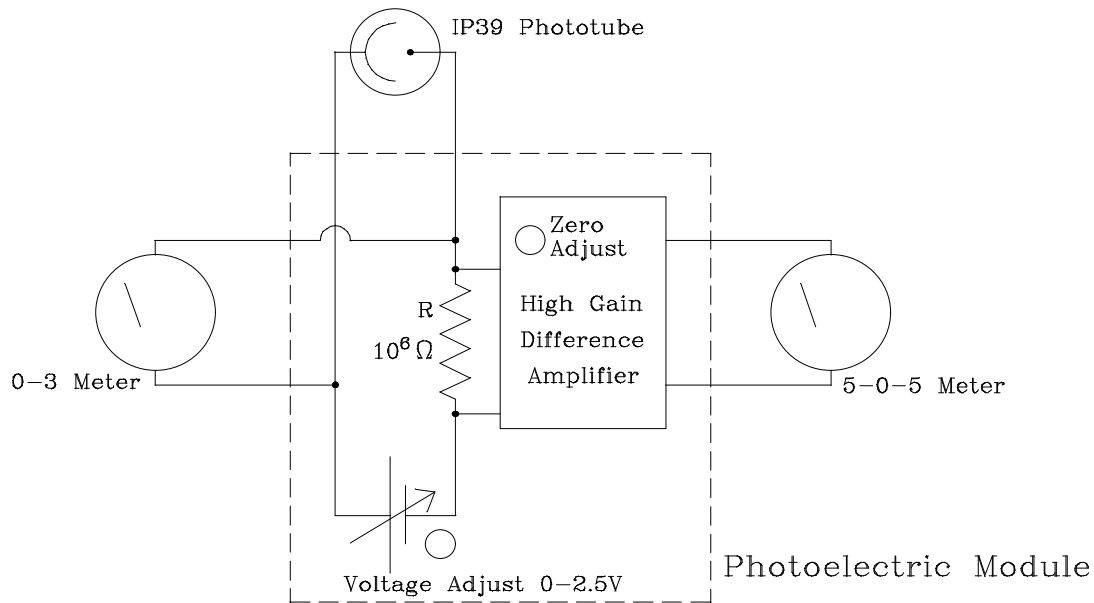 IP39 Phototube
Zero
Adjust
R
10⁶ Ω
High Gain
Difference
Amplifier
0-3 Meter
5-0-5 Meter
Voltage Adjust 0-2.5V
Photoelectric Module